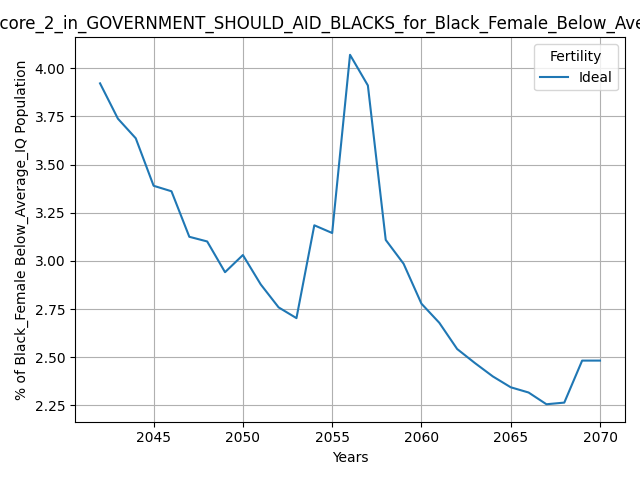 core_2_in_GOVERNMENT_SHOULD_AID_BLACKS_for_Black_Female_Below_Ave
Fertility
Ideal
% of Black_Female Below_Average_IQ Population
4.00
3.75
3.50
3.25
3.00
2.75
2.50
2.25
2045
2050
2055
2060
2065
2070
Years